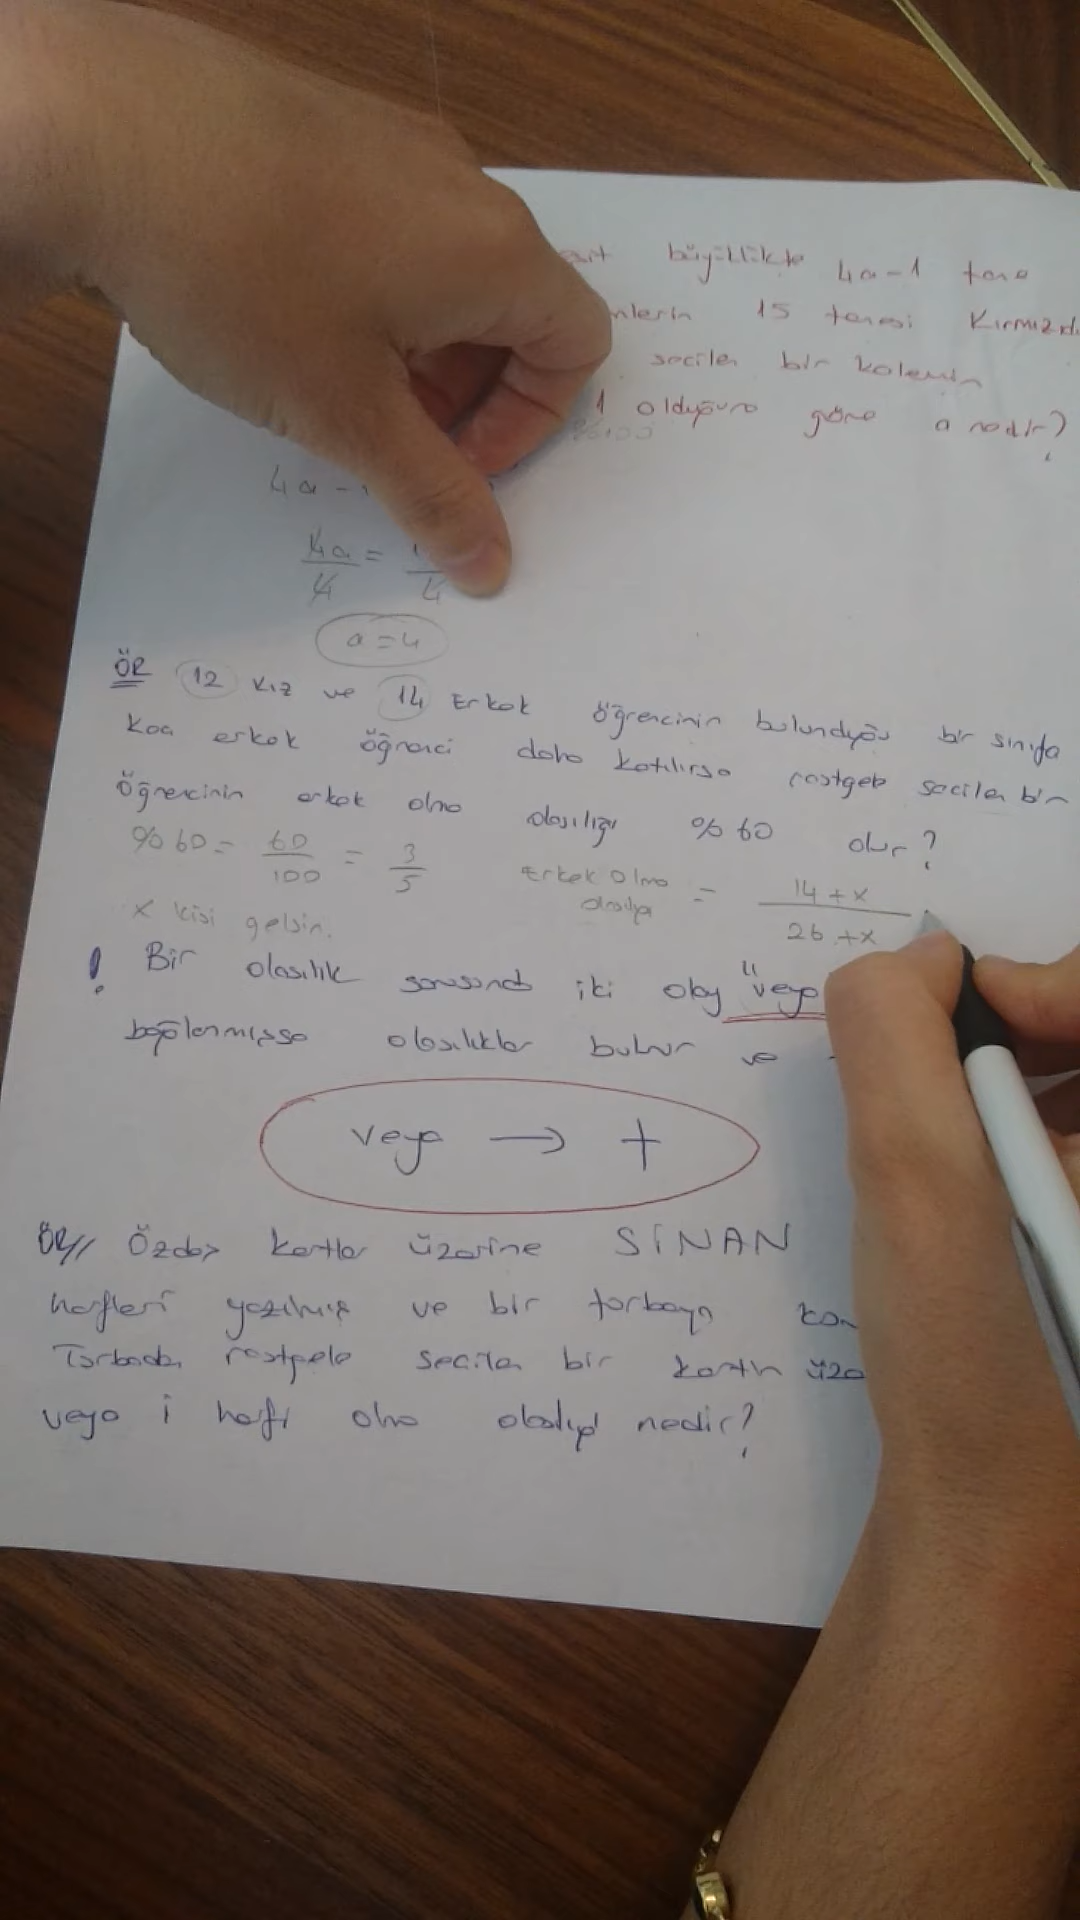 büyüklükte 4a-1 tane
15 tanesi Kırmızıdı
seçilen bir kalemin
1 olduğuna göre a nedir?
%100
4a-
4a/4 = /4
a=4
ÖR 12 Kız ve 14 Erkek öğrencinin bulunduğu bir sınıfa
Kaç erkek öğrenci daha katılırsa rastgele seçilen bir
öğrencinin erkek olma olasılığı %60 olur?
%60 = 60/100 = 3/5 Erkek Olma olasılığı = 14+x/26+x
x kişi gelsin.
! Bir olasılık sorusunda iki olay "veya
bağlanmışsa olasılıklar bulunur ve
veya → +
ÖR// Özdeş kartlar üzerine SİNAN
harfleri yazılmış ve bir torbaya
Torbadan rastgele seçilen bir kartın üze
veya i harfi olma olasılığı nedir?